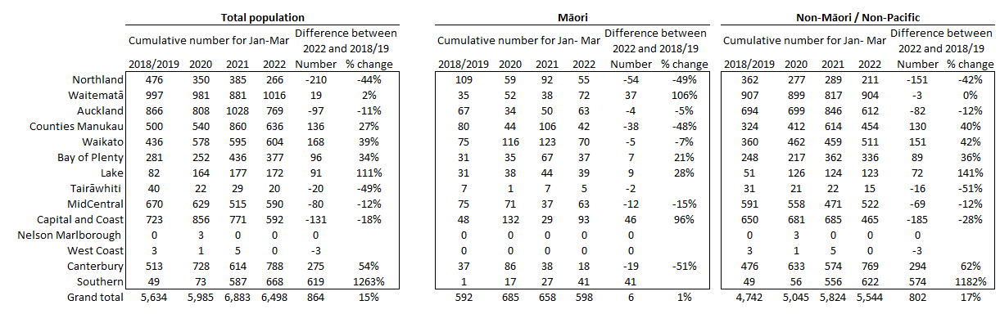 Total population Māori Non-Māori / Non-Pacific
Cumulative number for Jan-Mar Difference between 2022 and 2018/19 Cumulative number for Jan- Mar Difference between 2022 and 2018/19 Cumulative number for Jan- Mar Difference between 2022 and 2018/19
2018/2019 2020 2021 2022 Number % change 2018/2019 2020 2021 2022 Number % change 2018/2019 2020 2021 2022 Number % change
Northland 476 350 385 266 -210 -44% 109 59 92 55 -54 -49% 362 277 289 211 -151 -42%
Waitematā 997 981 881 1016 19 2% 35 52 38 72 37 106% 907 899 817 904 -3 0%
Auckland 866 808 1028 769 -97 -11% 67 34 50 63 -4 -5% 694 699 846 612 -82 -12%
Counties Manukau 500 540 860 636 136 27% 80 44 106 42 -38 -48% 324 412 614 454 130 40%
Waikato 436 578 595 604 168 39% 75 116 123 70 -5 -7% 360 462 459 511 151 42%
Bay of Plenty 281 252 436 377 96 34% 31 35 67 37 7 21% 248 217 362 336 89 36%
Lake 82 164 177 172 91 111% 31 38 44 39 9 28% 51 126 124 123 72 141%
Tairāwhiti 40 22 29 20 -20 -49% 7 1 7 5 -2 31 21 22 15 -16 -51%
MidCentral 670 629 515 590 -80 -12% 75 71 37 63 -12 -15% 591 558 471 522 -69 -12%
Capital and Coast 723 856 771 592 -131 -18% 48 132 29 93 46 96% 650 681 685 465 -185 -28%
Nelson Marlborough 0 3 0 0 0 0 0 0 0 0 0 3 0 0 0
West Coast 3 1 5 0 -3 0 0 0 0 0 3 1 5 0 -3
Canterbury 513 728 614 788 275 54% 37 86 38 18 -19 -51% 476 633 574 769 294 62%
Southern 49 73 587 668 619 1263% 1 17 27 41 41 49 56 556 622 574 1182%
Grand total 5,634 5,985 6,883 6,498 864 15% 592 685 658 598 6 1% 4,742 5,045 5,824 5,544 802 17%